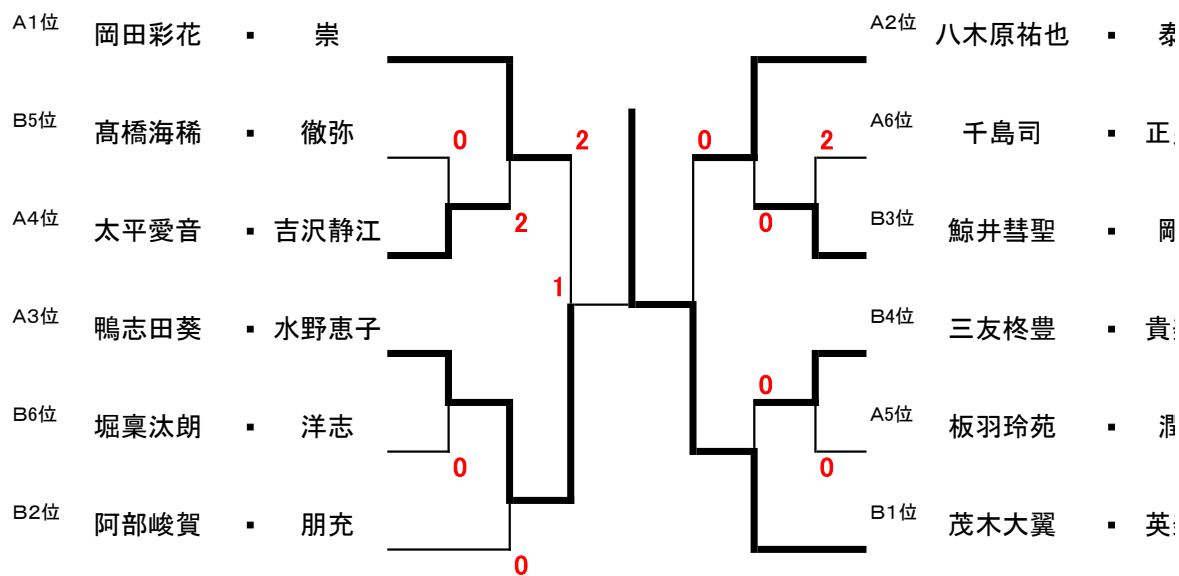 A1位 岡田彩花 ・ 崇
B5位 髙橋海稀 ・ 徹弥
0
2
A4位 太平愛音 ・ 吉沢静江
2
1
A3位 鴨志田葵 ・ 水野恵子
B6位 堀稟汰朗 ・ 洋志
0
B2位 阿部峻賀 ・ 朋充
0
A2位 八木原祐也 ・
0
A6位 千島司 ・ 正
2
0
B3位 鯨井彗聖 ・
B4位 三友柊豊 ・ 貴
0
A5位 板羽玲苑 ・
0
B1位 茂木大翼 ・ 英